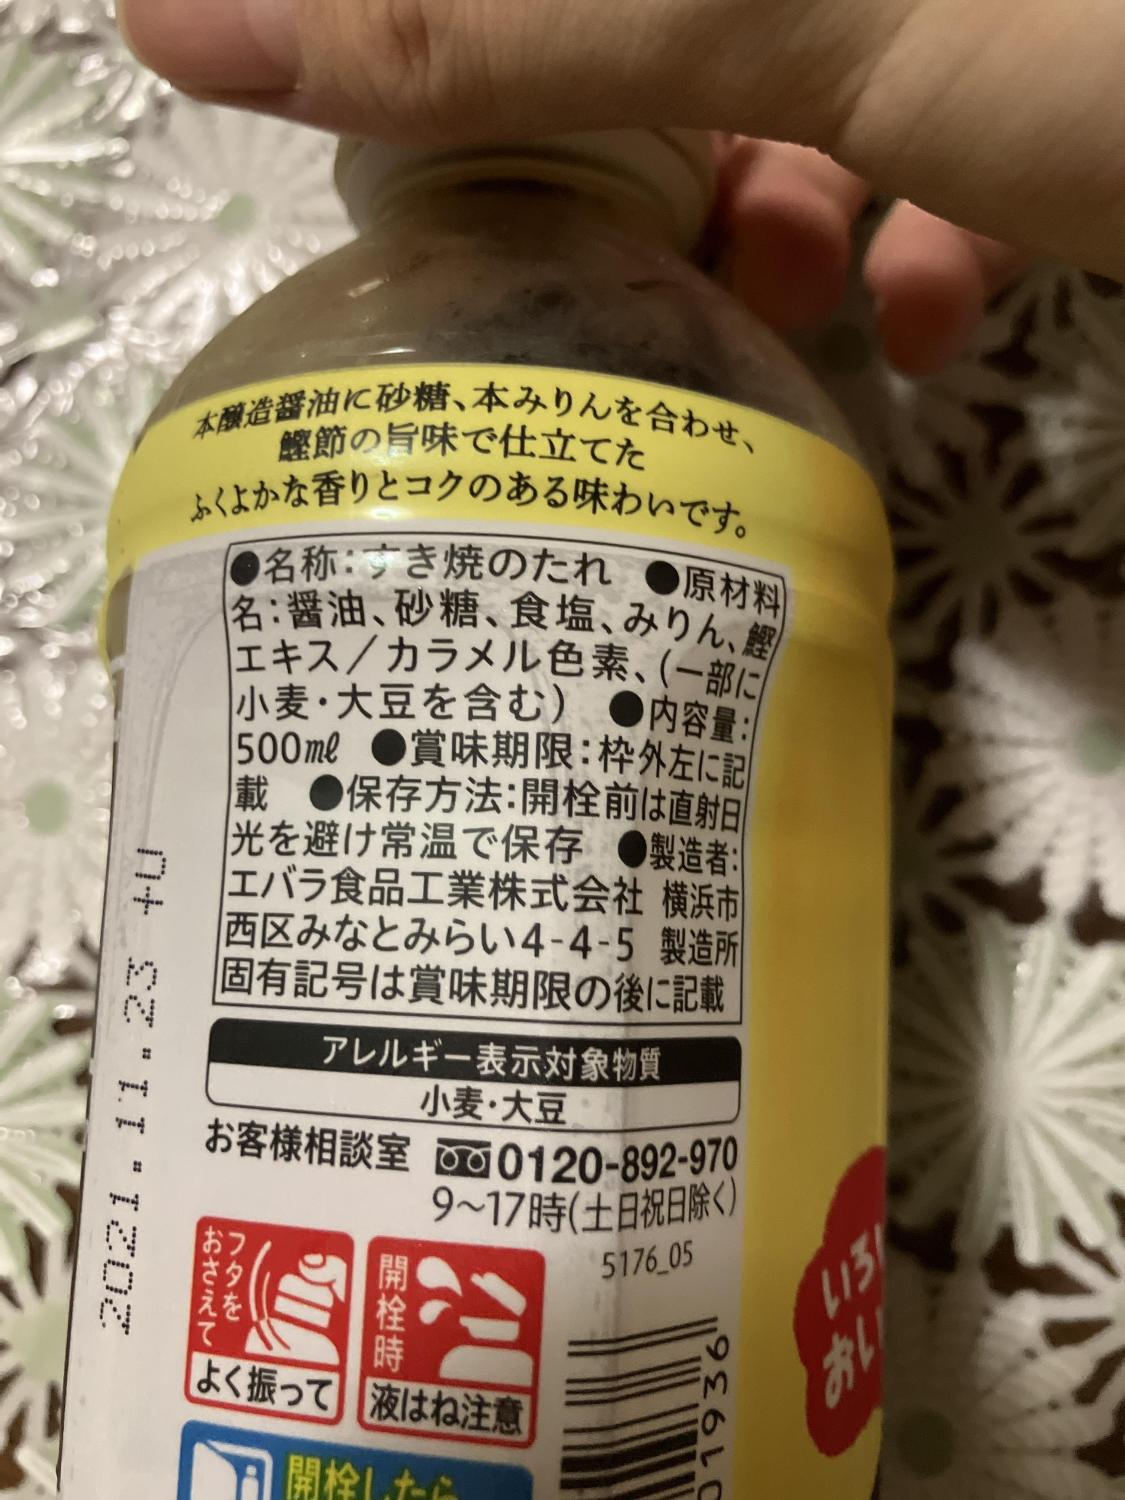 本醸造醤油に砂糖、本みりんを合わせ、
鰹節の旨味で仕立てた
ふくよかな香りとコクのある味わいです。
●名称：すき焼のたれ ●原材料
名：醤油、砂糖、食塩、みりん、鰹
エキス／カラメル色素、(一部に
小麦・大豆を含む) ●内容量：
500㎖ ●賞味期限：枠外左に記
載 ●保存方法：開栓前は直射日
光を避け常温で保存 ●製造者：
エバラ食品工業株式会社 横浜市
西区みなとみらい4-4-5 製造所
固有記号は賞味期限の後に記載
アレルギー表示対象物質
小麦・大豆
お客様相談室 0120-892-970
9〜17時(土日祝日除く)
5176_05
2021.11.23
フタを
おさえて
よく振って
開栓時
液はね注意
開栓したら
01936